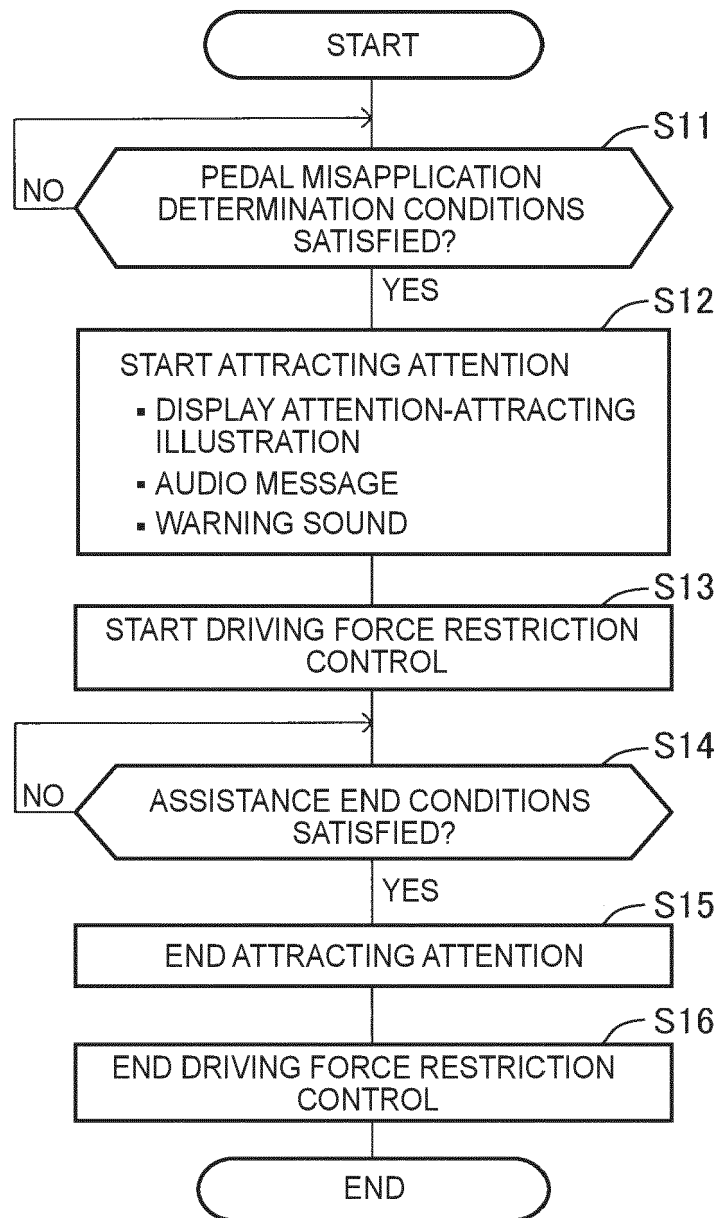 START
S11
PEDAL MISAPPLICATION
DETERMINATION CONDITIONS
SATISFIED?
NO
YES
S12
START ATTRACTING ATTENTION
▪ DISPLAY ATTENTION-ATTRACTING
ILLUSTRATION
▪ AUDIO MESSAGE
▪ WARNING SOUND
S13
START DRIVING FORCE RESTRICTION
CONTROL
S14
ASSISTANCE END CONDITIONS
SATISFIED?
NO
YES
S15
END ATTRACTING ATTENTION
S16
END DRIVING FORCE RESTRICTION
CONTROL
END